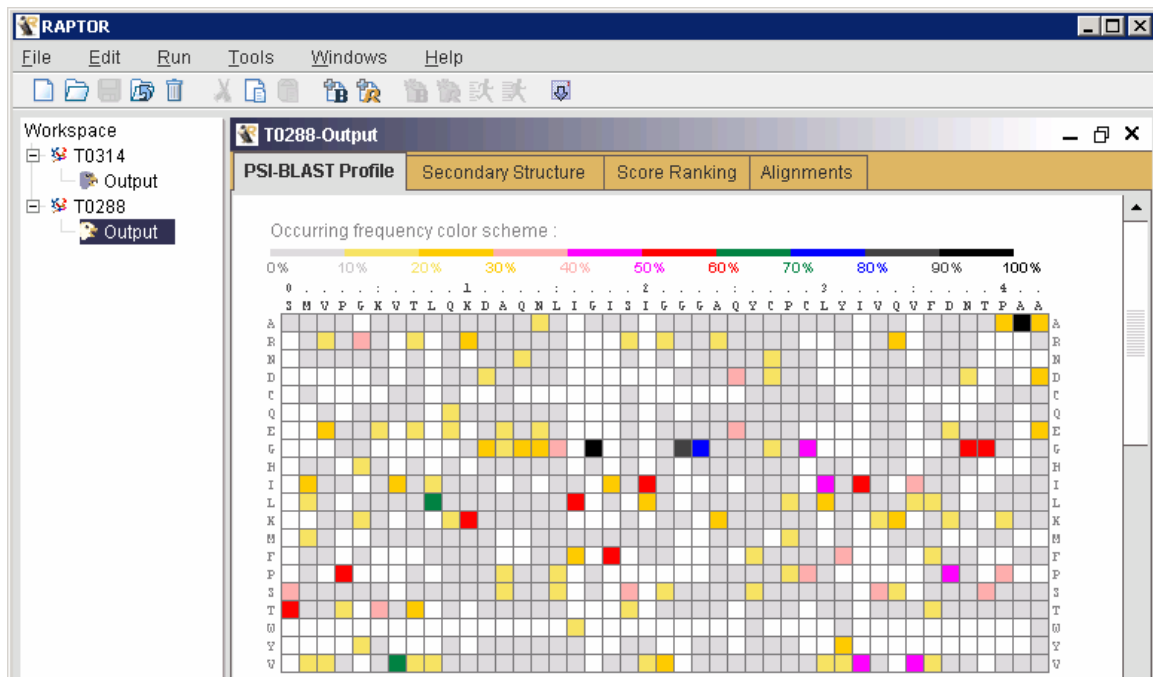 RAPTOR
File Edit Run Tools Windows Help
Workspace
T0314
Output
T0288
Output
T0288-Output
PSI-BLAST Profile Secondary Structure Score Ranking Alignments
Occurring frequency color scheme :
0% 10% 20% 30% 40% 50% 60% 70% 80% 90% 100%
0 . . . . : . . . . 1 . . . . : . . . . 2 . . . . : . . . . 3 . . . . : . . . . 4 . .
S M V P G K V T L Q K D A Q N L I G I S I G G G A Q Y C P C L Y I V Q V F D N T P A A
A A
R R
N N
D D
C C
Q Q
E E
G G
H H
I I
L L
K K
M M
F F
P P
S S
T T
W W
Y Y
V V